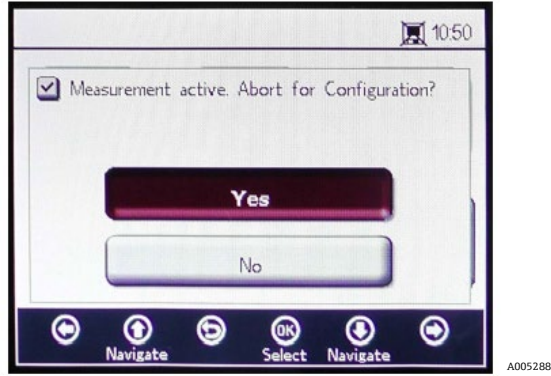 10:50
Measurement active. Abort for Configuration?
Yes
No
OK
Navigate Select Navigate
A005288